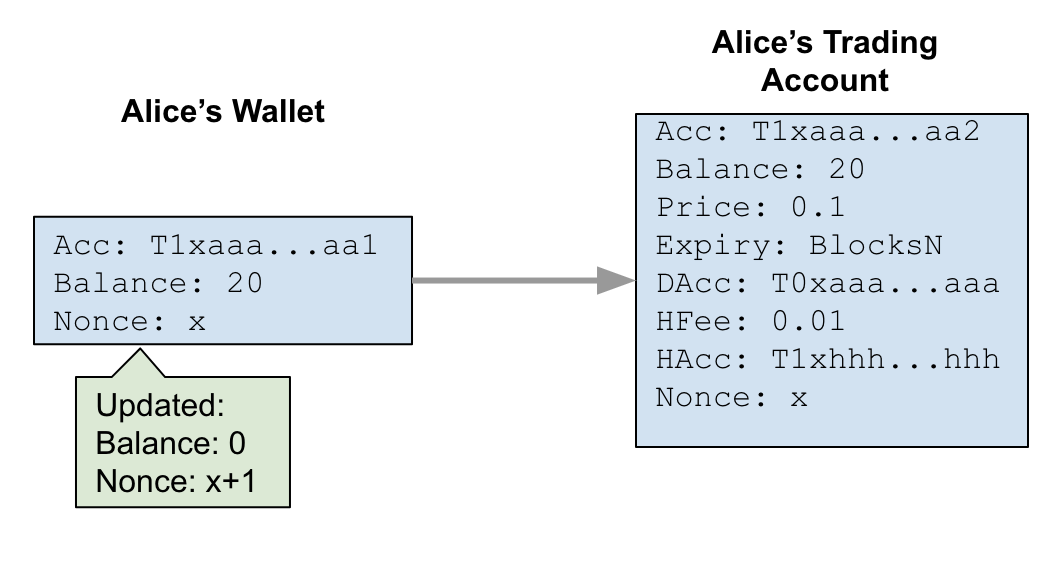 Alice’s Wallet
Acc: T1xaaa...aa1
Balance: 20
Nonce: x
Updated:
Balance: 0
Nonce: x+1
Alice’s Trading
Account
Acc: T1xaaa...aa2
Balance: 20
Price: 0.1
Expiry: BlocksN
DAcc: T0xaaa...aaa
HFee: 0.01
HAcc: T1xhhh...hhh
Nonce: x